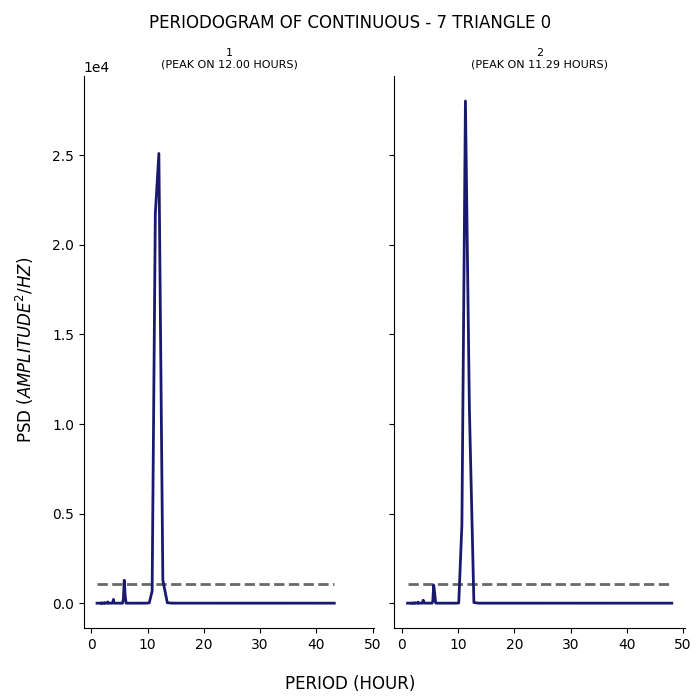 PERIODOGRAM OF CONTINUOUS - 7 TRIANGLE 0
1
(PEAK ON 12.00 HOURS)
2
(PEAK ON 11.29 HOURS)
1e4
2.5
2.0
1.5
1.0
0.5
0.0
PSD (AMPLITUDE²/HZ)
0 10 20 30 40 50
0 10 20 30 40 50
PERIOD (HOUR)